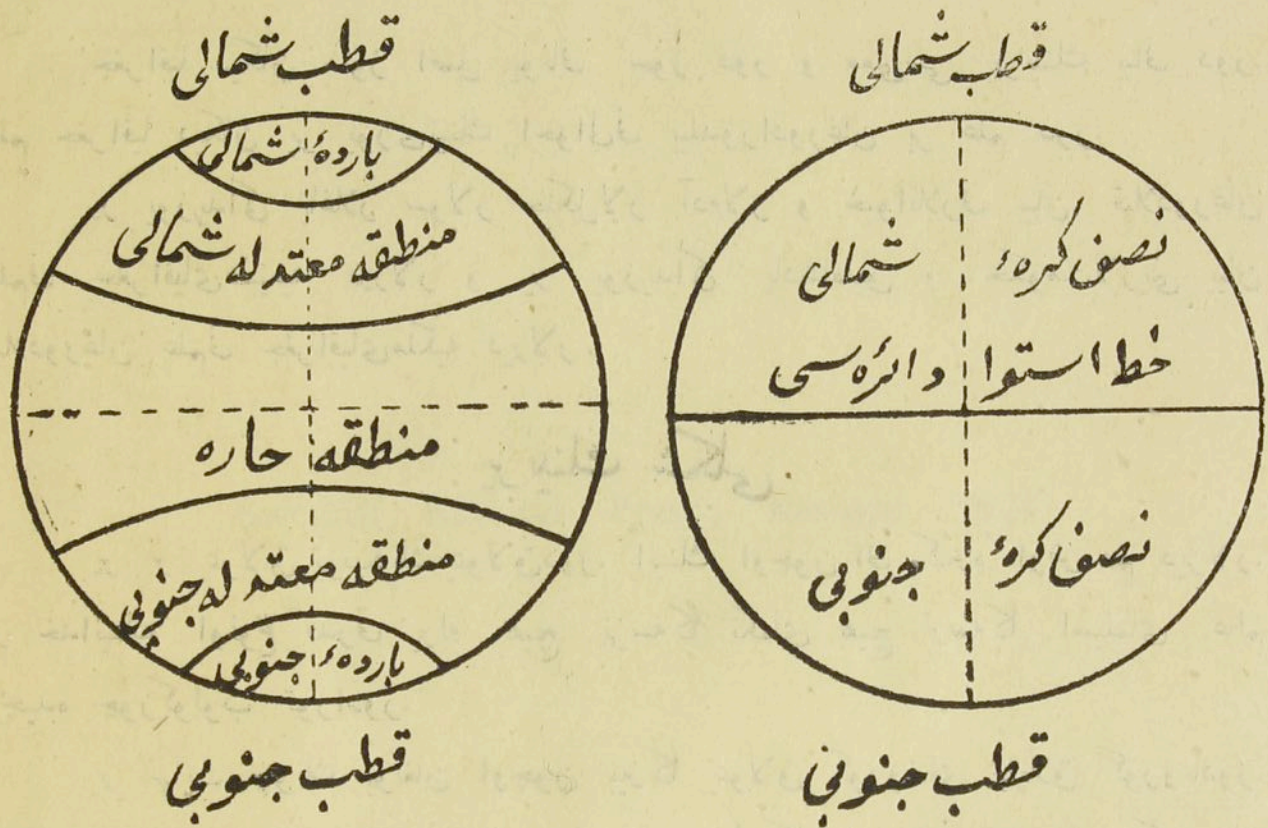 قطب شمالی
نصف کرهٔ شمالی
خط استوا دائره سی
نصف کرهٔ جنوبی
قطب جنوبی
قطب شمالی
باردهٔ شمالی
منطقه معتدله شمالی
منطقه حاره
منطقه معتدله جنوبی
باردهٔ جنوبی
قطب جنوبی